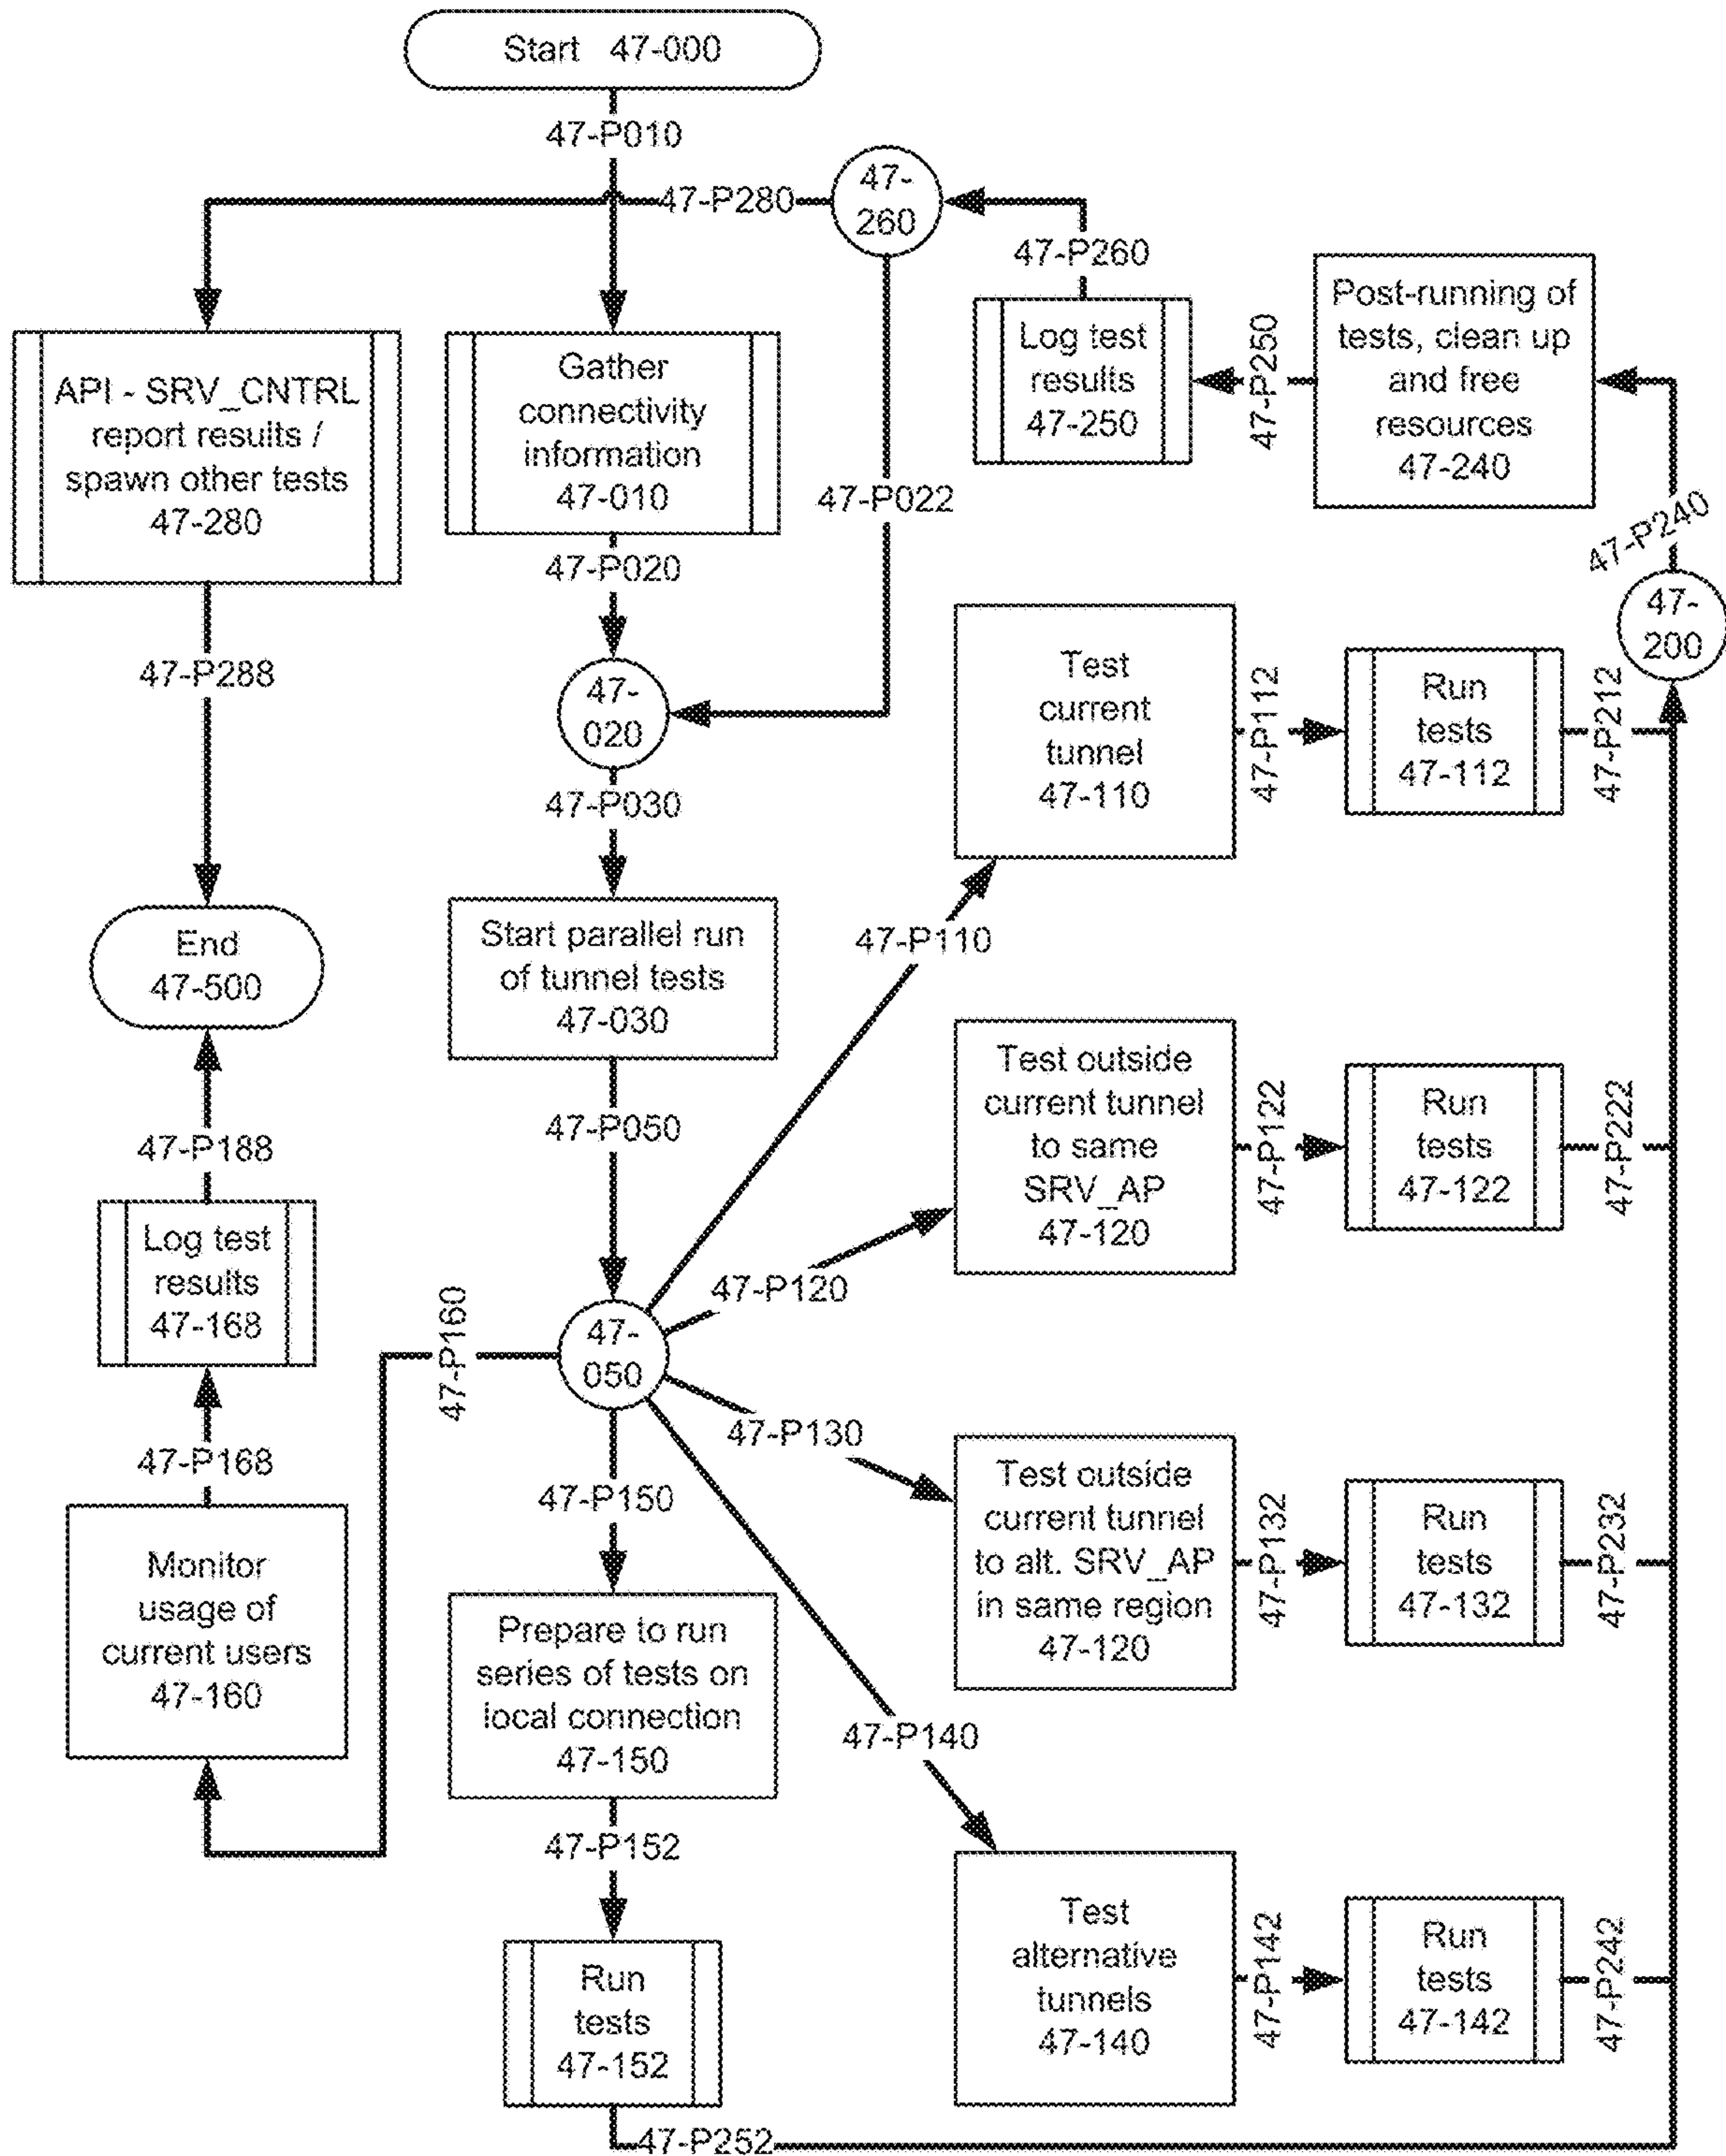 Start 47-000
47-P010
47-
260
47-P280
47-P260
API - SRV_CNTRL
report results /
spawn other tests
47-280
Gather
connectivity
information
47-010
Log test
results
47-250
47-P250
Post-running of
tests, clean up
and free
resources
47-240
47-P022
47-P020
47-P240
47-
200
47-P288
47-
020
Test
current
tunnel
47-110
47-P112
Run
tests
47-112
47-P212
47-P030
End
47-500
Start parallel run
of tunnel tests
47-030
47-P110
47-P050
Test outside
current tunnel
to same
SRV_AP
47-120
47-P122
Run
tests
47-122
47-P222
47-P188
Log test
results
47-168
47-P120
47-P160
47-
050
47-P130
47-P168
47-P150
Test outside
current tunnel
to alt. SRV_AP
in same region
47-120
47-P132
Run
tests
47-132
47-P232
Monitor
usage of
current users
47-160
Prepare to run
series of tests on
local connection
47-150
47-P140
47-P152
Test
alternative
tunnels
47-140
47-P142
Run
tests
47-142
47-P242
Run
tests
47-152
47-P252